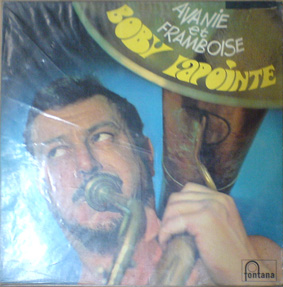 AVANIE
et
FRAMBOISE
BOBY LAPOINTE
fontana